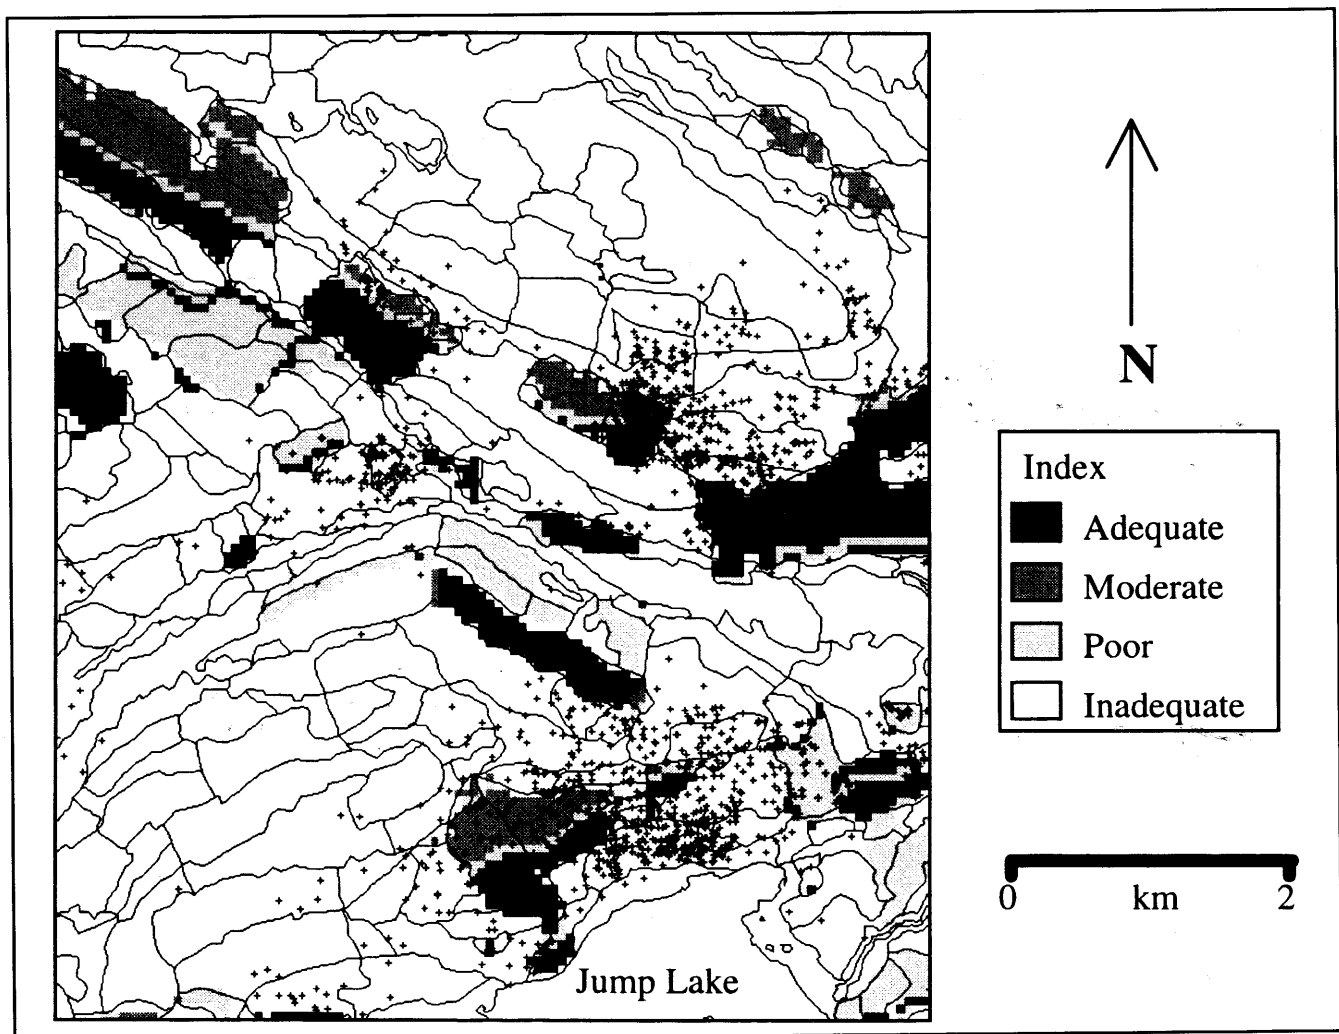 N
Index
Adequate
Moderate
Poor
Inadequate
0 km 2
Jump Lake